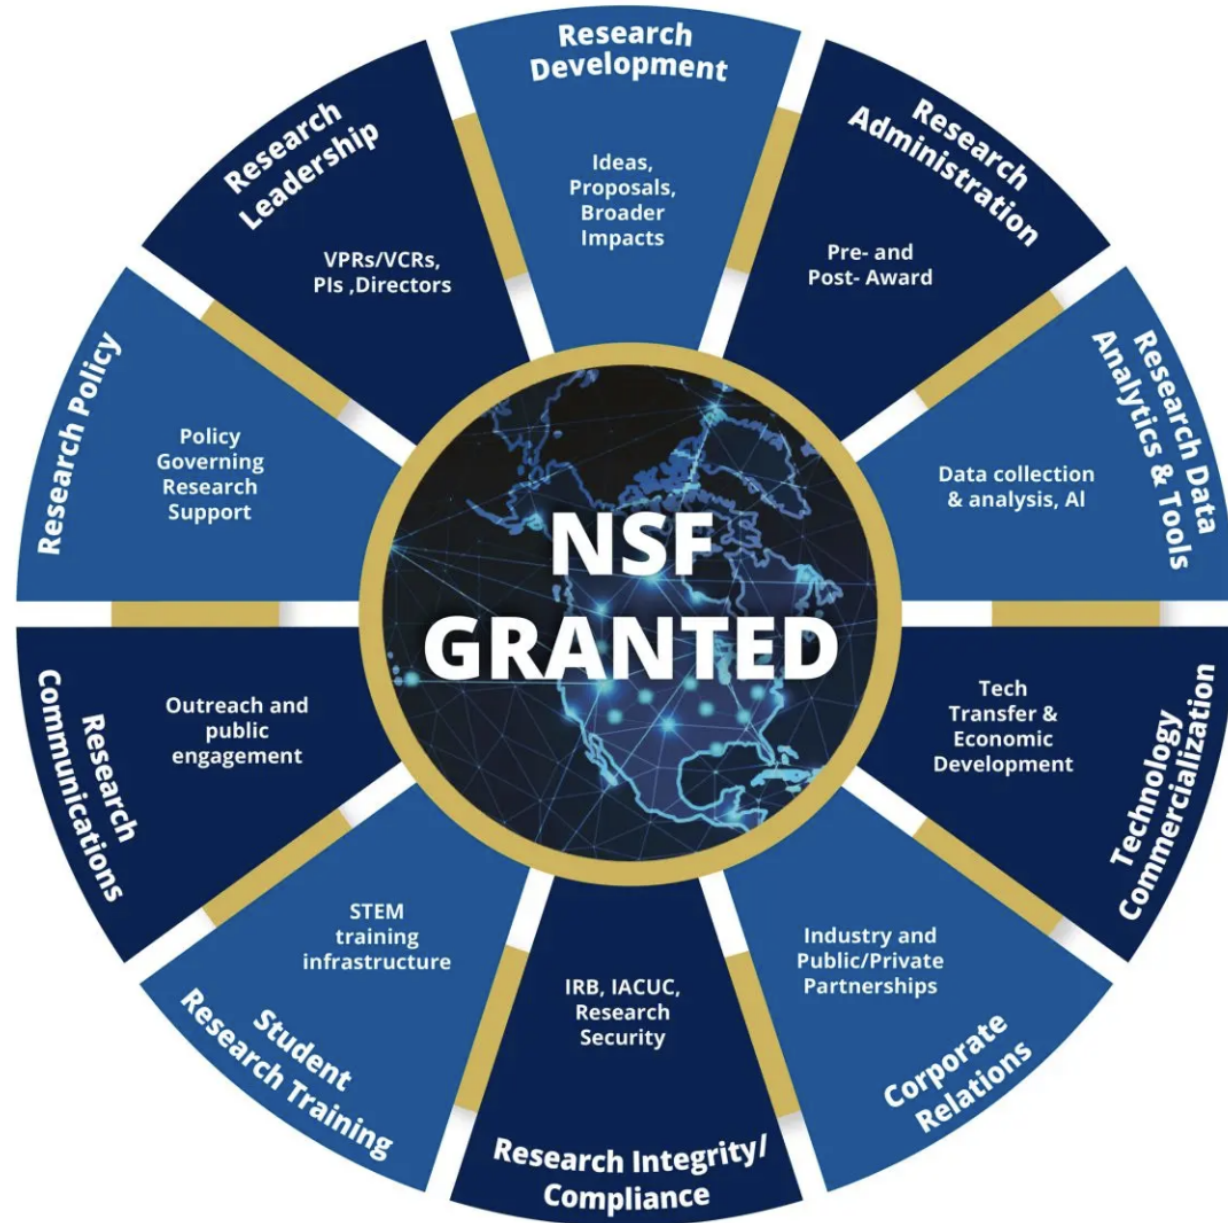 Research
Development
Ideas,
Proposals,
Broader
Impacts
Research
Administration
Pre- and
Post- Award
Research Data
Analytics & Tools
Data collection
& analysis, AI
Technology
Commercialization
Tech
Transfer &
Economic
Development
Corporate
Relations
Industry and
Public/Private
Partnerships
Research Integrity/
Compliance
IRB, IACUC,
Research
Security
Student
Research Training
STEM
training
infrastructure
Research
Communications
Outreach and
public
engagement
Research Policy
Policy
Governing
Research
Support
Research
Leadership
VPRs/VCRs,
PIs ,Directors
NSF
GRANTED